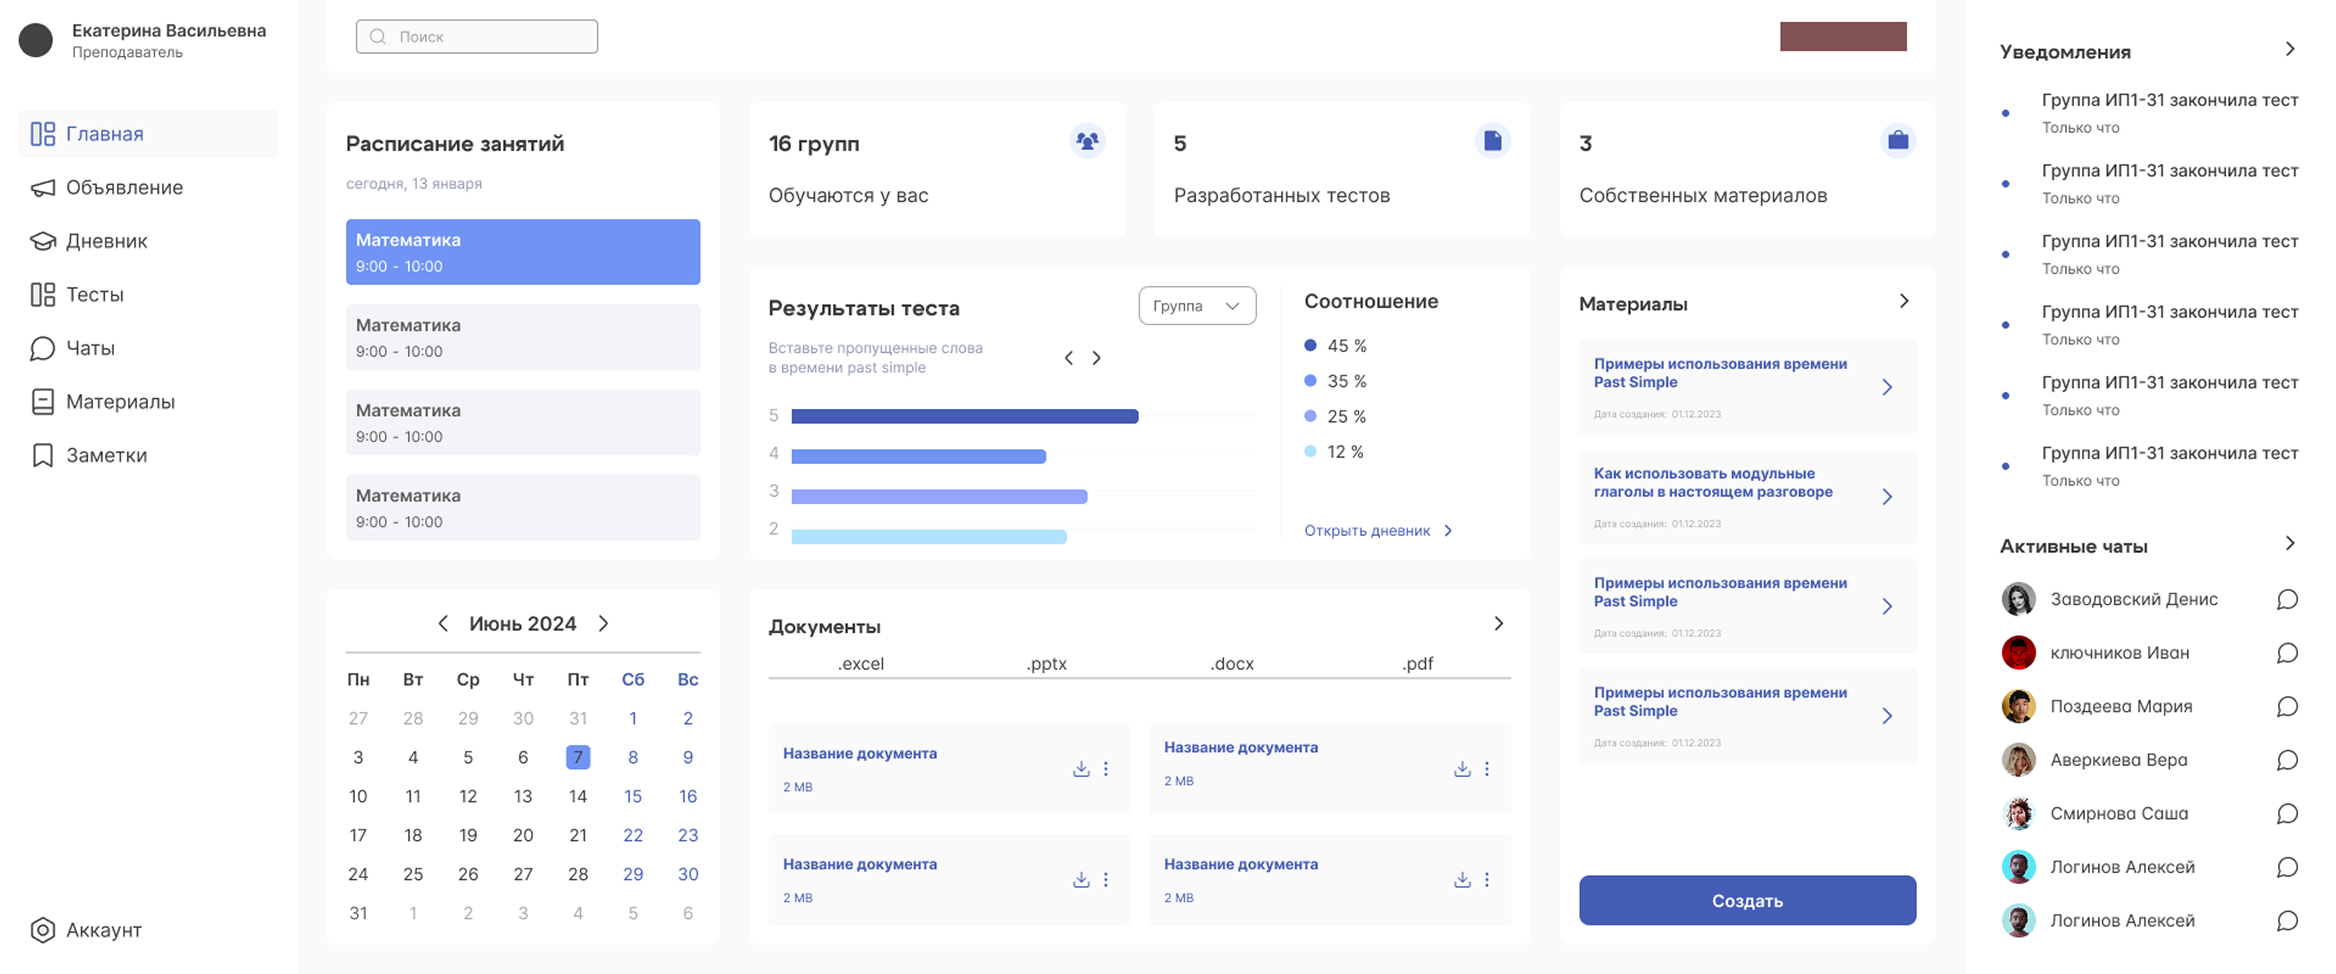 Екатерина Васильевна
Преподаватель
Главная
Объявление
Дневник
Тесты
Чаты
Материалы
Заметки
Аккаунт
Поиск
Расписание занятий
сегодня, 13 января
Математика
9:00 - 10:00
Математика
9:00 - 10:00
Математика
9:00 - 10:00
Математика
9:00 - 10:00
Июнь 2024
Пн Вт Ср Чт Пт Сб Вс
27 28 29 30 31 1 2
3 4 5 6 7 8 9
10 11 12 13 14 15 16
17 18 19 20 21 22 23
24 25 26 27 28 29 30
31 1 2 3 4 5 6
16 групп
Обучаются у вас
5
Разработанных тестов
3
Собственных материалов
Результаты теста
Группа
Вставьте пропущенные слова
в времени past simple
5
4
3
2
Соотношение
45 %
35 %
25 %
12 %
Открыть дневник
Документы
.excel .pptx .docx .pdf
Название документа
2 MB
Название документа
2 MB
Название документа
2 MB
Название документа
2 MB
Материалы
Примеры использования времени
Past Simple
Дата создания: 01.12.2023
Как использовать модульные
глаголы в настоящем разговоре
Дата создания: 01.12.2023
Примеры использования времени
Past Simple
Дата создания: 01.12.2023
Примеры использования времени
Past Simple
Дата создания: 01.12.2023
Создать
Уведомления
Группа ИП1-31 закончила тест
Только что
Группа ИП1-31 закончила тест
Только что
Группа ИП1-31 закончила тест
Только что
Группа ИП1-31 закончила тест
Только что
Группа ИП1-31 закончила тест
Только что
Группа ИП1-31 закончила тест
Только что
Активные чаты
Заводовский Денис
ключников Иван
Поздеева Мария
Аверкиева Вера
Смирнова Саша
Логинов Алексей
Логинов Алексей